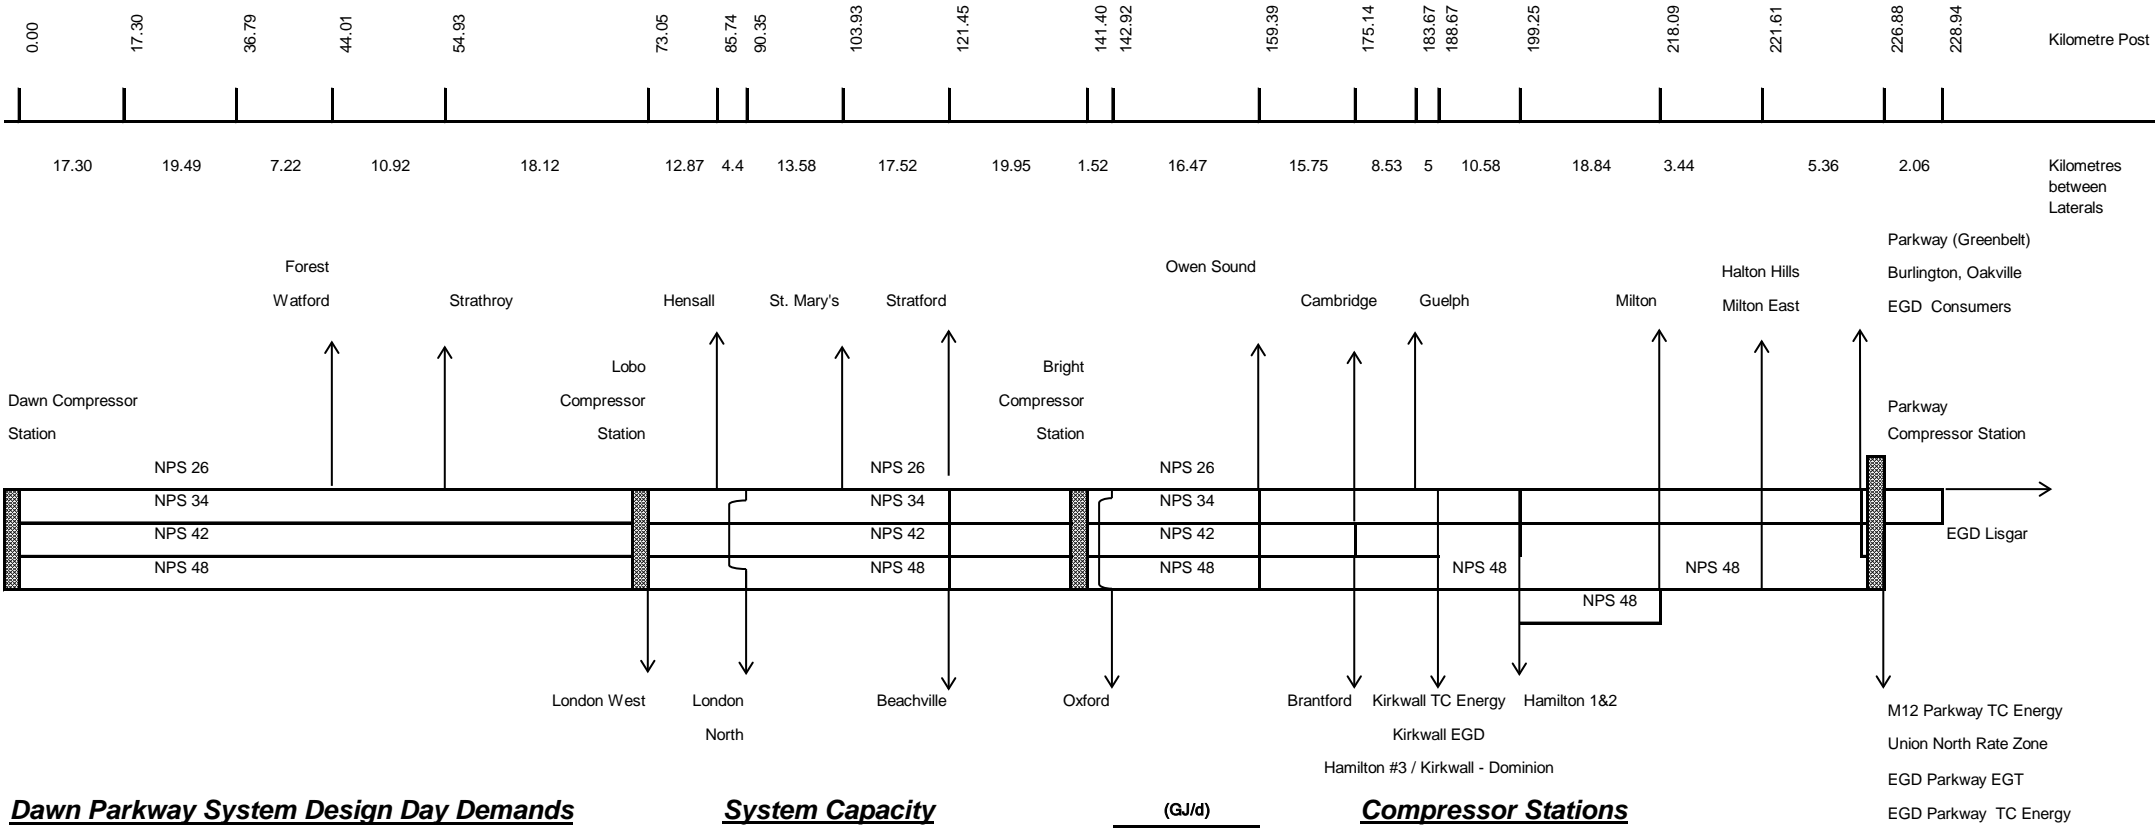 0.00 17.30 36.79 44.01 54.93 73.05 85.74 90.35 103.93 121.45 141.40 142.92 159.39 175.14 183.67 188.67 199.25 218.09 221.61 226.88 228.94 Kilometre Post
17.30 19.49 7.22 10.92 18.12 12.87 4.4 13.58 17.52 19.95 1.52 16.47 15.75 8.53 5 10.58 18.84 3.44 5.36 2.06 Kilometres
between
Laterals
Forest
Watford
Strathroy
Hensall
St. Mary's
Stratford
Owen Sound
Cambridge
Guelph
Milton
Halton Hills
Milton East
Parkway (Greenbelt)
Burlington, Oakville
EGD Consumers
Dawn Compressor
Station
Lobo
Compressor
Station
Bright
Compressor
Station
Parkway
Compressor Station
NPS 26 NPS 26 NPS 26
NPS 34 NPS 34 NPS 34
NPS 42 NPS 42 NPS 42
EGD Lisgar
NPS 48 NPS 48 NPS 48 NPS 48 NPS 48
NPS 48
London West
London
North
Beachville
Oxford
Brantford
Kirkwall TC Energy
Kirkwall EGD
Hamilton #3 / Kirkwall - Dominion
Hamilton 1&2
M12 Parkway TC Energy
Union North Rate Zone
EGD Parkway EGT
EGD Parkway TC Energy
Dawn Parkway System Design Day Demands
System Capacity
(GJ/d)
Compressor Stations